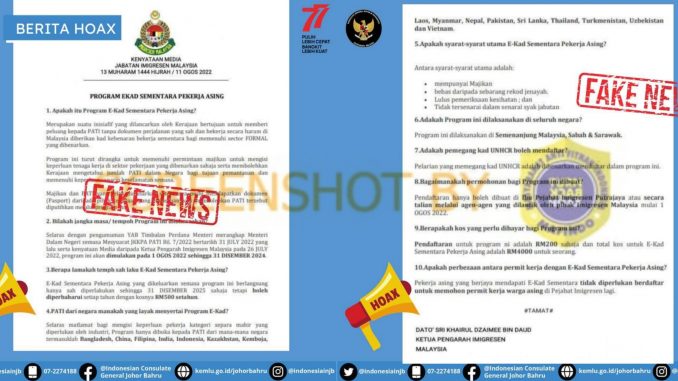 BERITA HOAX
KENYATAAN MEDIA
JABATAN IMIGRESEN MALAYSIA
13 MUHARAM 1444 HIJRAH / 11 OGOS 2022
PROGRAM EKAD SEMENTARA PEKERJA ASING
1. Apakah itu Program E-Kad Sementara Pekerja Asing?
Merupakan suatu inisiatif yang dilancarkan oleh Kerajaan bertujuan untuk memberi
peluang kepada PATI tanpa dokumen perjalanan yang sah dan bekerja secara haram di
Malaysia diberikan kad kebenaran bekerja sementara bagi memenuhi sector FORMAL
yang dibenarkan.
Program ini turut dirangka untuk memenuhi permintaan majikan untuk mengisi
keperluan tenaga kerja di sektor pekerjaan yang dibenarkan sahaja serta membolehkan
Kerajaan mengetahui jumlah PATI Negara bagi tujuan pemantauan dan
keselamatan semasa.
Majikan dan PATI dokumen
(Pasport) dari PATI tersebut
FAKE NEWS
2. Bilakah jangka masa/ tempoh Program ini
Selaras dengan pengumuman YAB Timbalan Perdana Menteri merangkap Menteri
Dalam Negeri semasa Mesyuarat JKKPA PATI Bil. 7/2022 bertarikh 31 JULAI 2022 yang
lalu serta kenyataan Media daripada Ketua Pengarah Imigresen Malaysia pada 26 JULAI
2022, program ini akan dimulakan pada 1 OGOS 2022 sehingga 31 DISEMBER 2024.
3.Berapa lamakah tempoh sah laku E-Kad Sementara Pekerja Asing?
E-Kad Sementara Pekerja Asing yang dikeluarkan semasa program ini berlangsung
hanya sah diperlakukan sehingga 31 DISEMBER 2025 sahaja tetapi boleh
diperbaharui setiap tahun dengan kosnya RM500 setahun.
4.PATI dari negara manakah yang layak menyertai Program E-Kad?
Selaras matlamat bagi mengisi keperluan pekerja kategori separa mahir yang
diperlukan oleh industri, Program hanya dibuka kepada PATI dari mana-mana negara
termasuklah Bangladesh, China, Filipina, India, Indonesia, Kazakhstan, Kemboja,
77
PULIH
LEBIH CEPAT
BANGKIT
LEBIH KUAT
Laos, Myanmar, Nepal, Pakistan, Sri Lanka, Thailand, Turkmenistan, Uzbekistan
dan Vietnam.
5.Apakah syarat-syarat utama E-Kad Sementara Pekerja Asing?
Antara syarat-syarat utama adalah:
• mempunyai Majikan
• bebas daripada sebarang rekod jenayah.
• Lulus pemeriksaan kesihatan ; dan
• Tidak tersenarai dalam senarai syak jabatan
FAKE NEWS
6.Adakah Program ini dilaksanakan di seluruh negara?
Program ini dilaksanakan di Semenanjung Malaysia, Sabah & Sarawak.
7.Adakah pemegang kad UNHCR boleh mendaftar?
Pelarian yang memegang kad UNHCR adalah dibenarkan mendaftar dalam program ini.
8.Bagaimanakah permohonan bagi Program ini dibuat?
Pendaftaran hanya boleh dibuat di Ibu Pejabat Imigresen Putrajaya atau secara
talian melalui agen-agen yang dilantik oleh pihak Imigresen Malaysia mulai 1
OGOS 2022.
9.Berapakah kos yang perlu dibayar bagi Program ini?
Pendaftaran untuk program ini adalah RM200 sahaja dan total kos untuk E-Kad
Sementara Pekerja Asing adalah RM4000 untuk seorang.
10.Apakah perbezaan antara permit kerja dengan E-Kad Sementara Pekerja Asing?
Pekerja asing yang berjaya mendapati E-Kad Sementara tidak diperlukan berdaftar
untuk memohon permit kerja warga asing di Pejabat Imigresen lagi.
*TAMAT*
DATO' SRI KHAIRUL DZAIMEE BIN DAUD
KETUA PENGARAH IMIGRESEN
MALAYSIA
SCREENSHOT BY
HOAX
HOAX
indonesiainjb
07-2274188
Indonesian Consulate
General Johor Bahru
kemlu.go.id/johorbahru
indonesiainjb
07-2274188
Indonesian Consulate
General Johor Bahru
kemlu.go.id/johorbahru